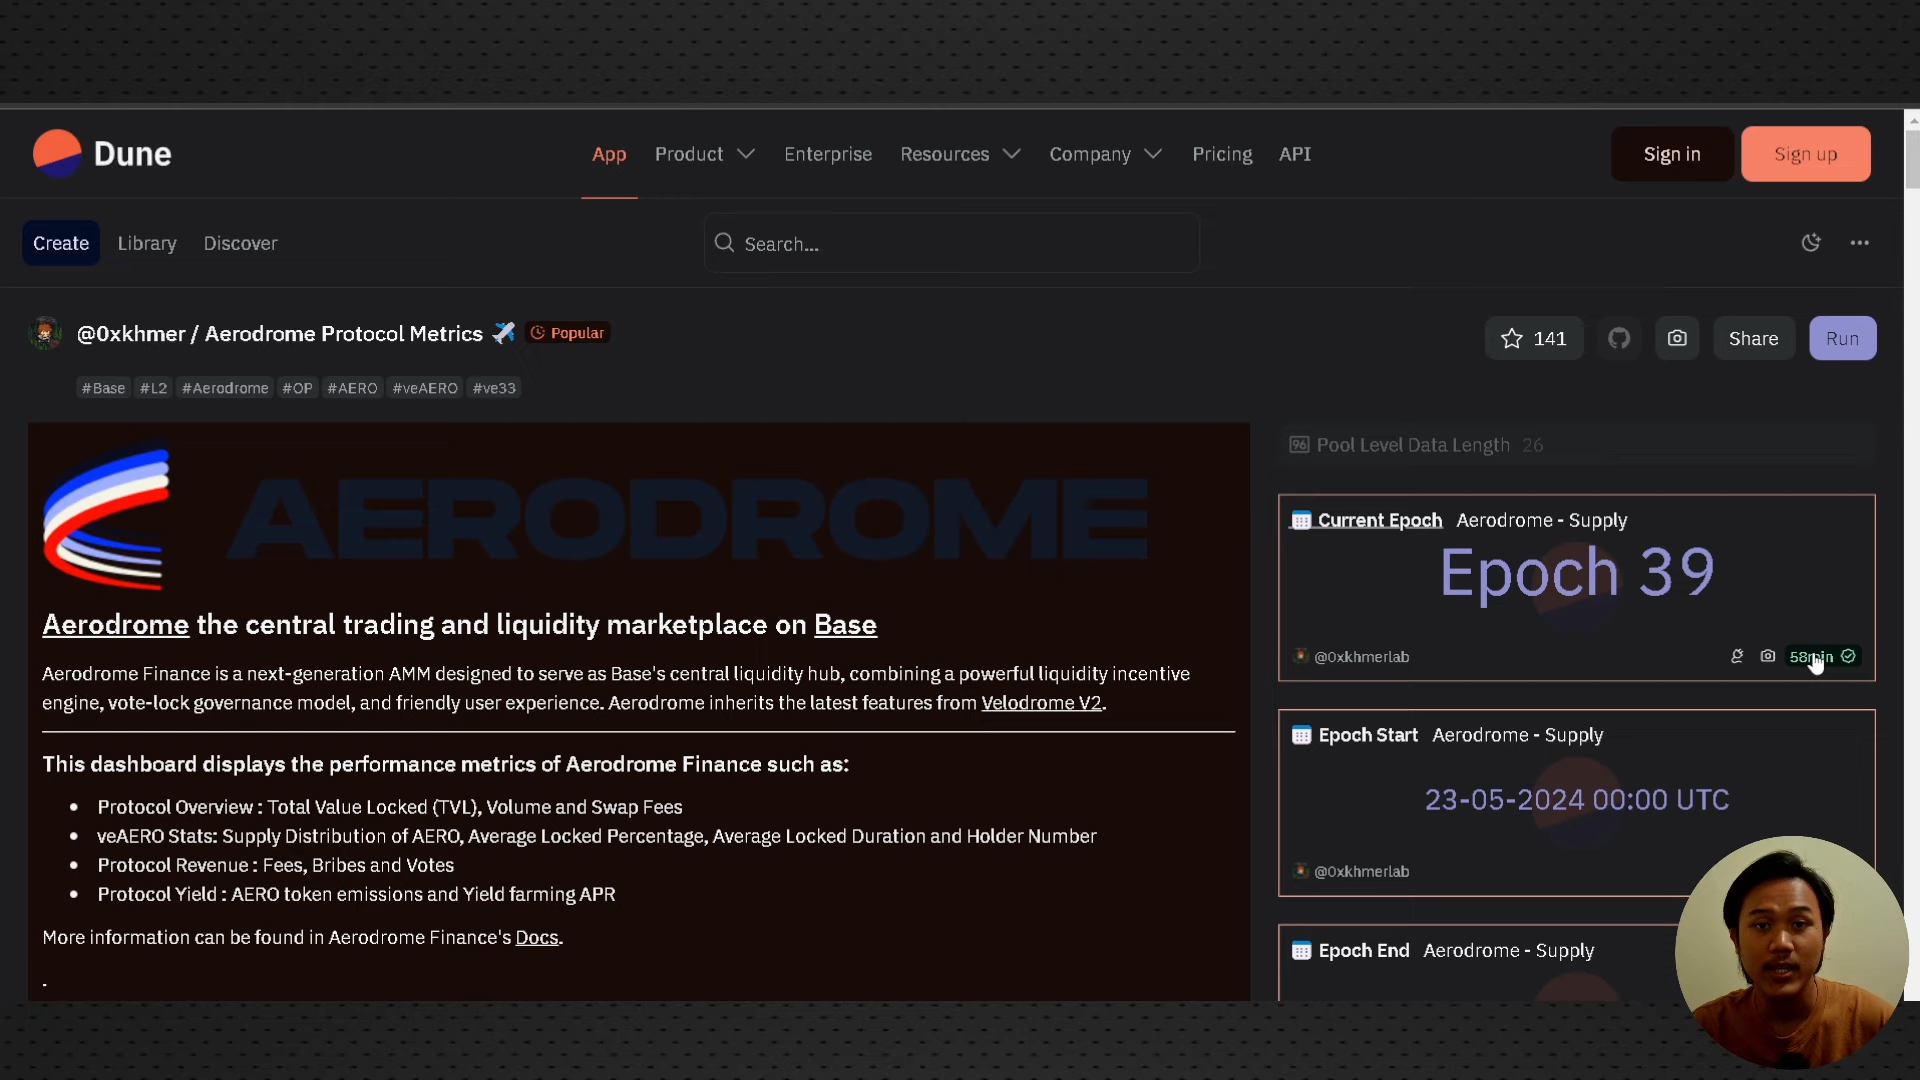 Dune
App
Product
Enterprise
Resources
Company
Pricing
API
Sign in
Sign up
Create
Library
Discover
Search...
@0xkhmer / Aerodrome Protocol Metrics
Popular
141
Share
Run
#Base #L2 #Aerodrome #OP #AERO #veAERO #ve33
AERODROME
Aerodrome the central trading and liquidity marketplace on Base
Aerodrome Finance is a next-generation AMM designed to serve as Base's central liquidity hub, combining a powerful liquidity incentive
engine, vote-lock governance model, and friendly user experience. Aerodrome inherits the latest features from Velodrome V2.
This dashboard displays the performance metrics of Aerodrome Finance such as:
• Protocol Overview : Total Value Locked (TVL), Volume and Swap Fees
• veAERO Stats: Supply Distribution of AERO, Average Locked Percentage, Average Locked Duration and Holder Number
• Protocol Revenue : Fees, Bribes and Votes
• Protocol Yield : AERO token emissions and Yield farming APR
More information can be found in Aerodrome Finance's Docs.
.
Pool Level Data Length 26
Current Epoch Aerodrome - Supply
Epoch 39
@0xkhmerlab
58min
Epoch Start Aerodrome - Supply
23-05-2024 00:00 UTC
@0xkhmerlab
Epoch End Aerodrome - Supply